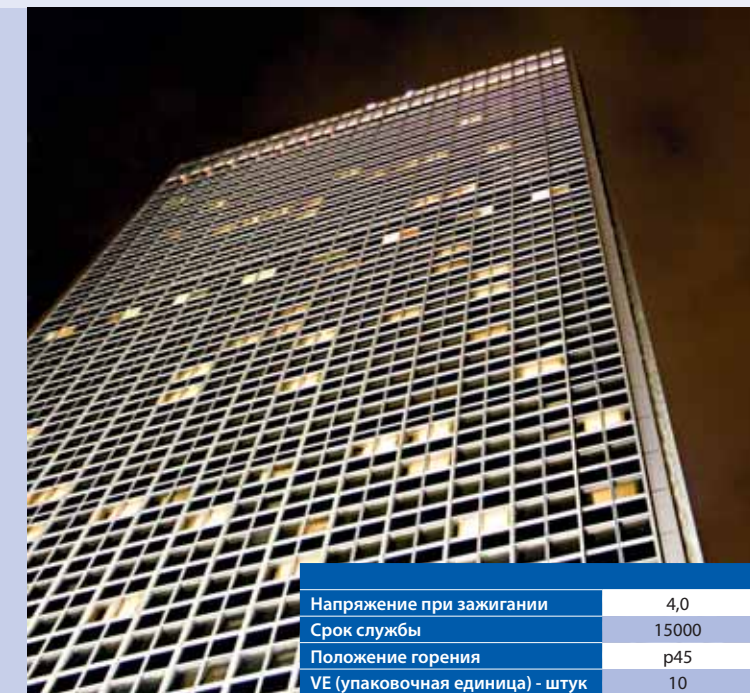 Напряжение при зажигании 4,0
Срок службы 15000
Положение горения p45
VE (упаковочная единица) - штук 10